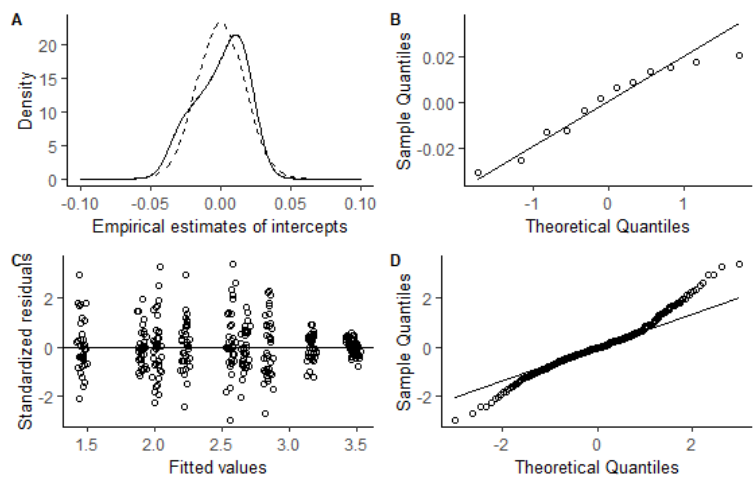 A
Density
20
15
10
5
0
-0.10 -0.05 0.00 0.05 0.10
Empirical estimates of intercepts
B
Sample Quantiles
0.02
0.00
-0.02
-1 0 1
Theoretical Quantiles
C
Standardized residuals
2
0
-2
1.5 2.0 2.5 3.0 3.5
Fitted values
D
Sample Quantiles
2
0
-2
-2 0 2
Theoretical Quantiles